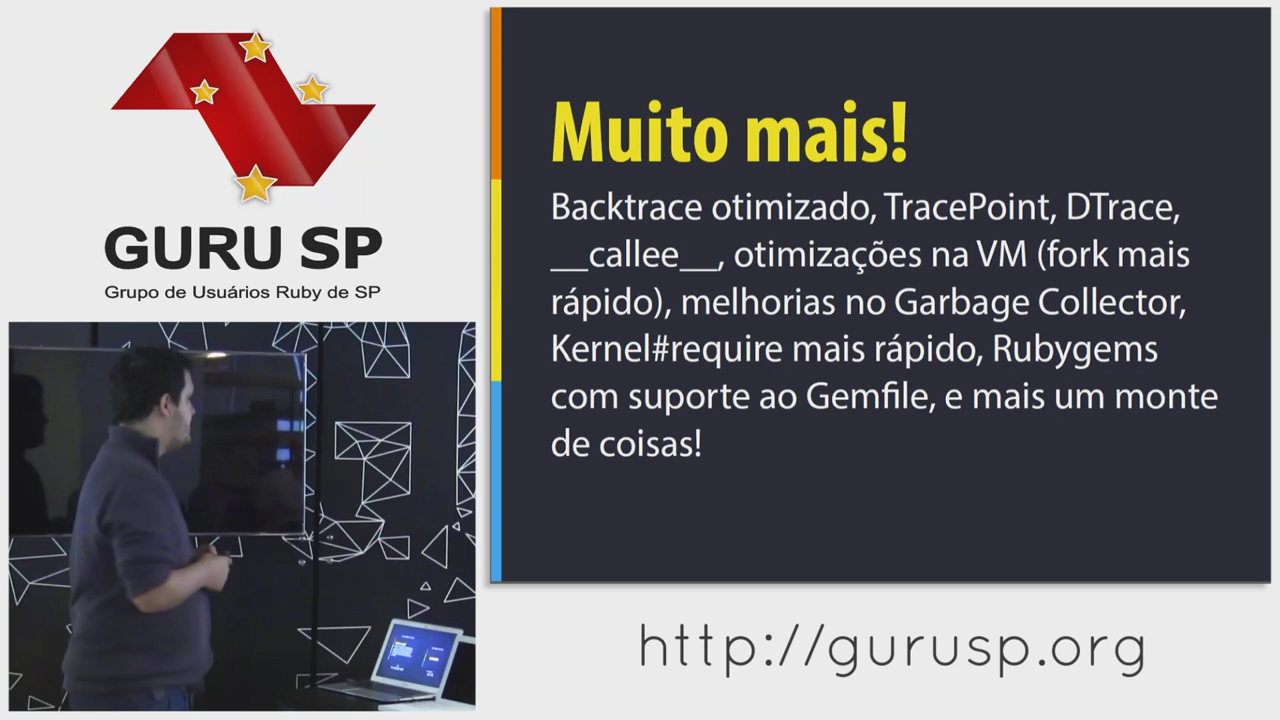 GURU SP
Grupo de Usuários Ruby de SP
Muito mais!
Backtrace otimizado, TracePoint, DTrace,
__callee__, otimizações na VM (fork mais
rápido), melhorias no Garbage Collector,
Kernel#require mais rápido, Rubygems
com suporte ao Gemfile, e mais um monte
de coisas!
http://gurusp.org